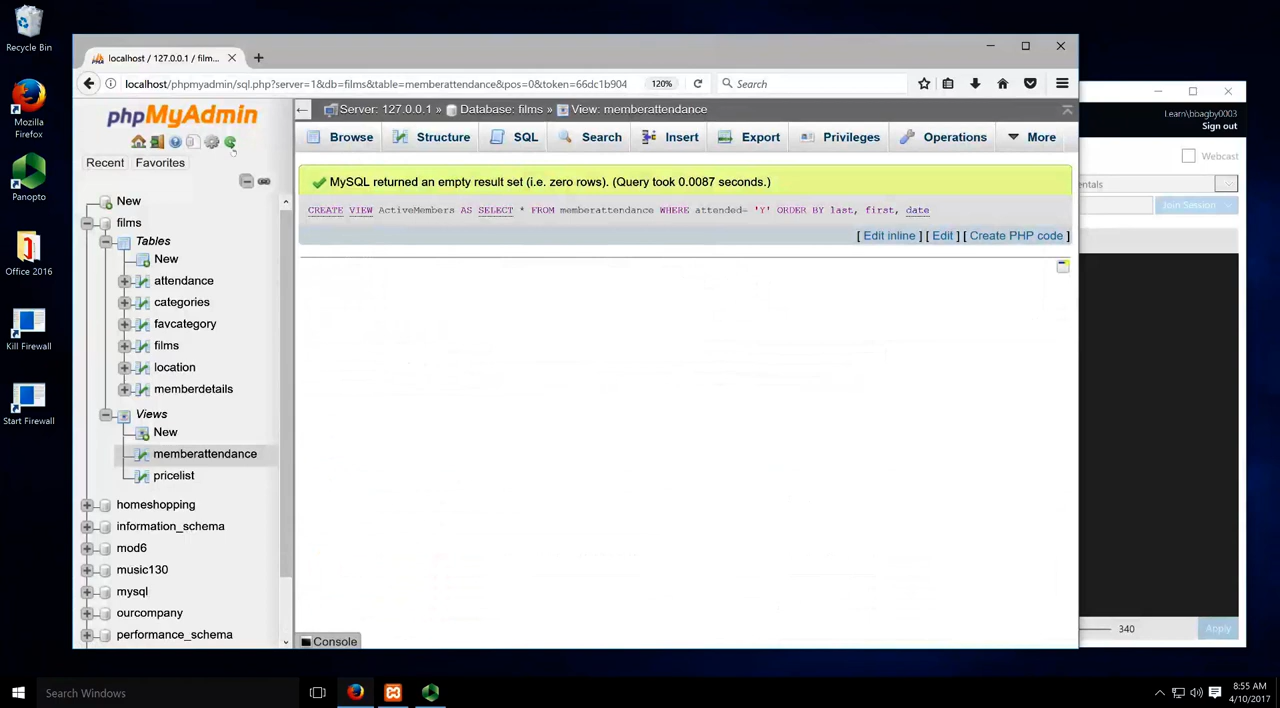 Recycle Bin
Mozilla
Firefox
Panopto
Office 2016
Kill Firewall
Start Firewall
localhost / 127.0.0.1 / film...
localhost/phpmyadmin/sql.php?server=1&db=films&table=memberattendance&pos=0&token=66dc1b904
120%
Search
phpMyAdmin
Recent
Favorites
New
films
Tables
New
attendance
categories
favcategory
films
location
memberdetails
Views
New
memberattendance
pricelist
homeshopping
information_schema
mod6
music130
mysql
ourcompany
performance_schema
Server: 127.0.0.1 » Database: films » View: memberattendance
Browse Structure SQL Search Insert Export Privileges Operations More
MySQL returned an empty result set (i.e. zero rows). (Query took 0.0087 seconds.)
CREATE VIEW ActiveMembers AS SELECT * FROM memberattendance WHERE attended= 'Y' ORDER BY last, first, date
[ Edit inline ] [ Edit ] [ Create PHP code ]
Console
Learn\bbagby0003
Sign out
Webcast
entals
Join Session
340
Apply
Search Windows
8:55 AM
4/10/2017